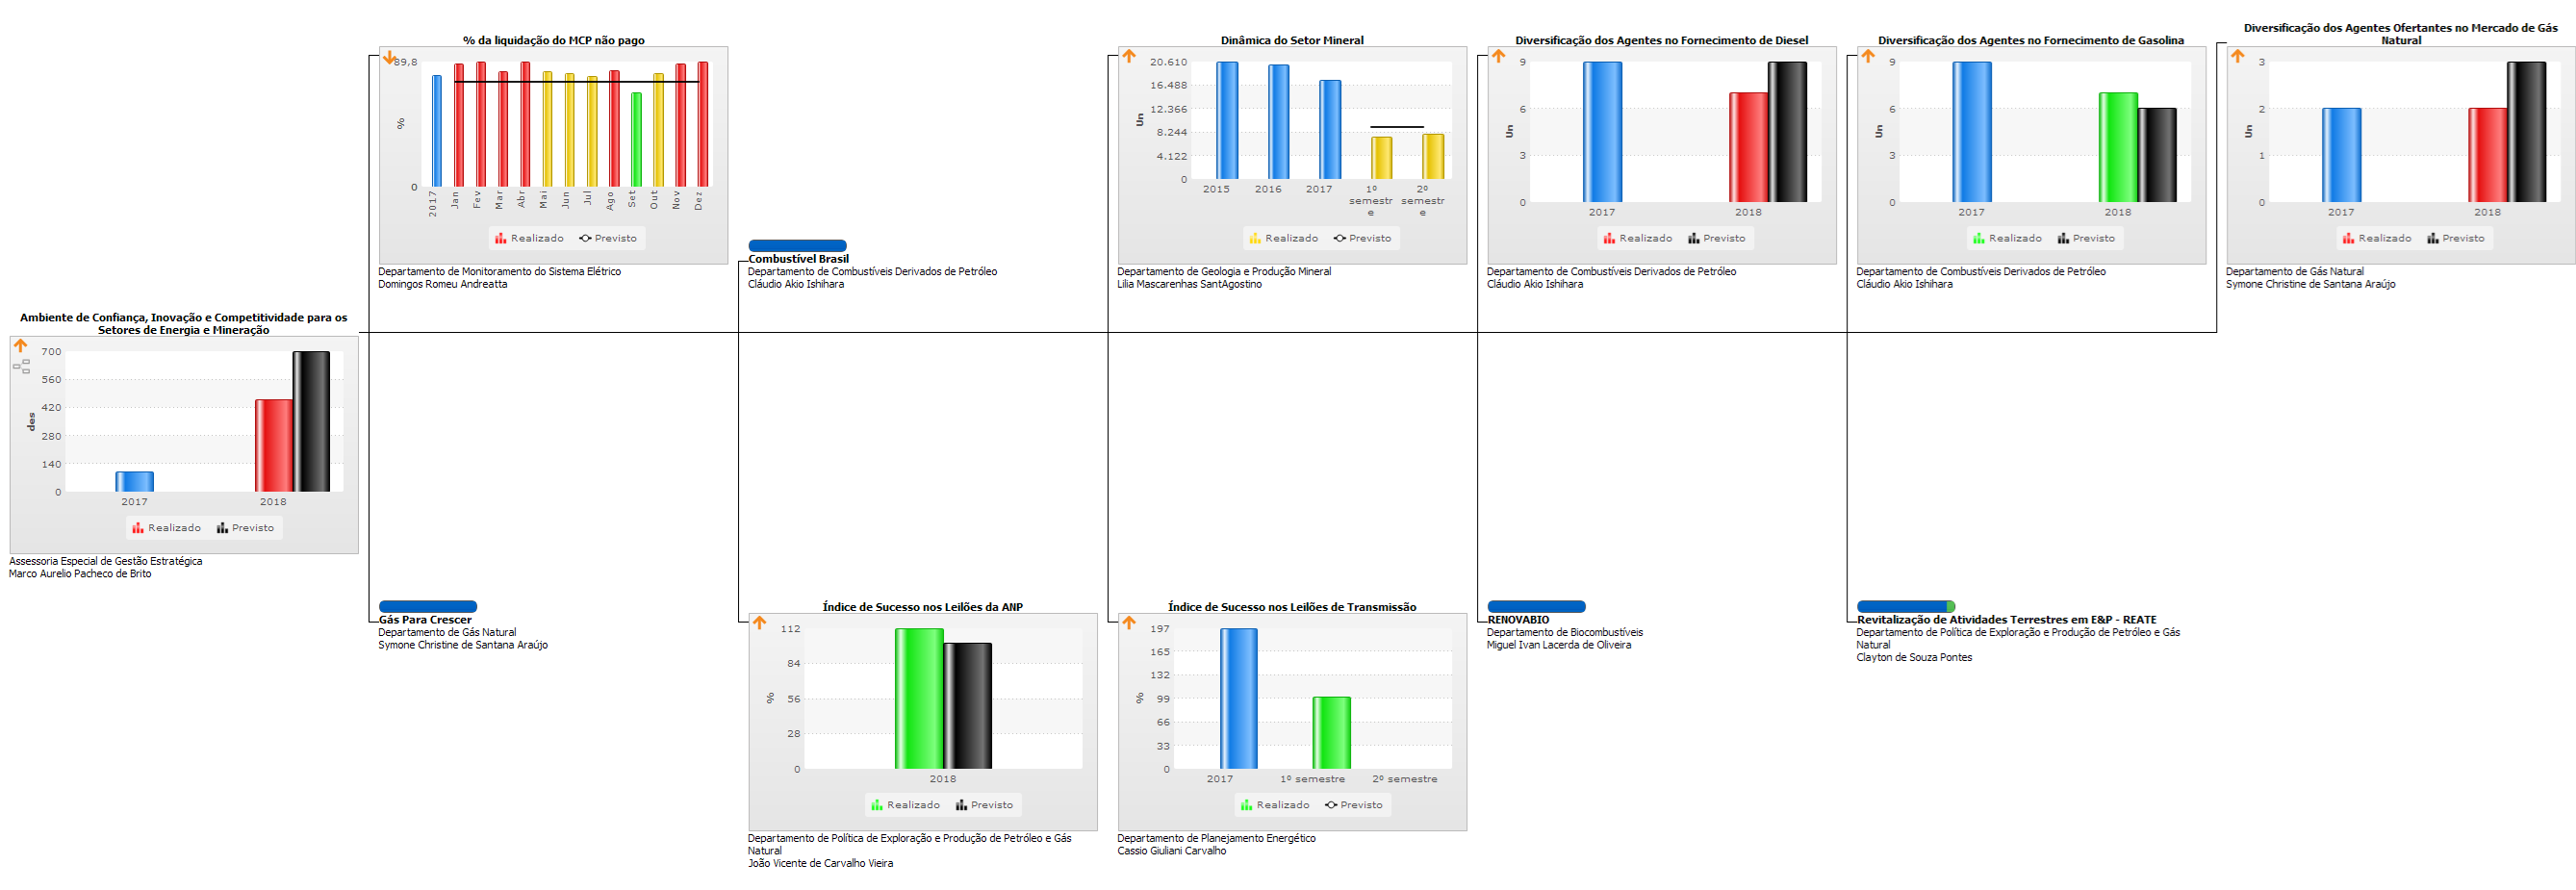 % da liquidação do MCP não pago
89,8
%
0
2017
Jan
Fev
Mar
Abr
Mai
Jun
Jul
Ago
Set
Out
Nov
Dez
Realizado
Previsto
Departamento de Monitoramento do Sistema Elétrico
Domingos Romeu Andreatta
Combustível Brasil
Departamento de Combustíveis Derivados de Petróleo
Cláudio Akio Ishihara
Dinâmica do Setor Mineral
20.610
16.488
12.366
8.244
4.122
0
Un
2015
2016
2017
1º
semestr
e
2º
semestr
e
Realizado
Previsto
Departamento de Geologia e Produção Mineral
Lilia Mascarenhas SantAgostino
Diversificação dos Agentes no Fornecimento de Diesel
9
6
3
0
Un
2017
2018
Realizado
Previsto
Departamento de Combustíveis Derivados de Petróleo
Cláudio Akio Ishihara
Diversificação dos Agentes no Fornecimento de Gasolina
9
6
3
0
Un
2017
2018
Realizado
Previsto
Departamento de Combustíveis Derivados de Petróleo
Cláudio Akio Ishihara
Diversificação dos Agentes Ofertantes no Mercado de Gás
Natural
3
2
1
0
Un
2017
2018
Realizado
Previsto
Departamento de Gás Natural
Symone Christine de Santana Araújo
Ambiente de Confiança, Inovação e Competitividade para os
Setores de Energia e Mineração
700
560
420
280
140
0
des
2017
2018
Realizado
Previsto
Assessoria Especial de Gestão Estratégica
Marco Aurelio Pacheco de Brito
Gás Para Crescer
Departamento de Gás Natural
Symone Christine de Santana Araújo
Índice de Sucesso nos Leilões da ANP
112
84
56
28
0
%
2018
Realizado
Previsto
Departamento de Política de Exploração e Produção de Petróleo e Gás
Natural
João Vicente de Carvalho Vieira
Índice de Sucesso nos Leilões de Transmissão
197
165
132
99
66
33
0
%
2017
1º semestre
2º semestre
Realizado
Previsto
Departamento de Planejamento Energético
Cassio Giuliani Carvalho
RENOVABIO
Departamento de Biocombustíveis
Miguel Ivan Lacerda de Oliveira
Revitalização de Atividades Terrestres em E&P - REATE
Departamento de Política de Exploração e Produção de Petróleo e Gás
Natural
Clayton de Souza Pontes